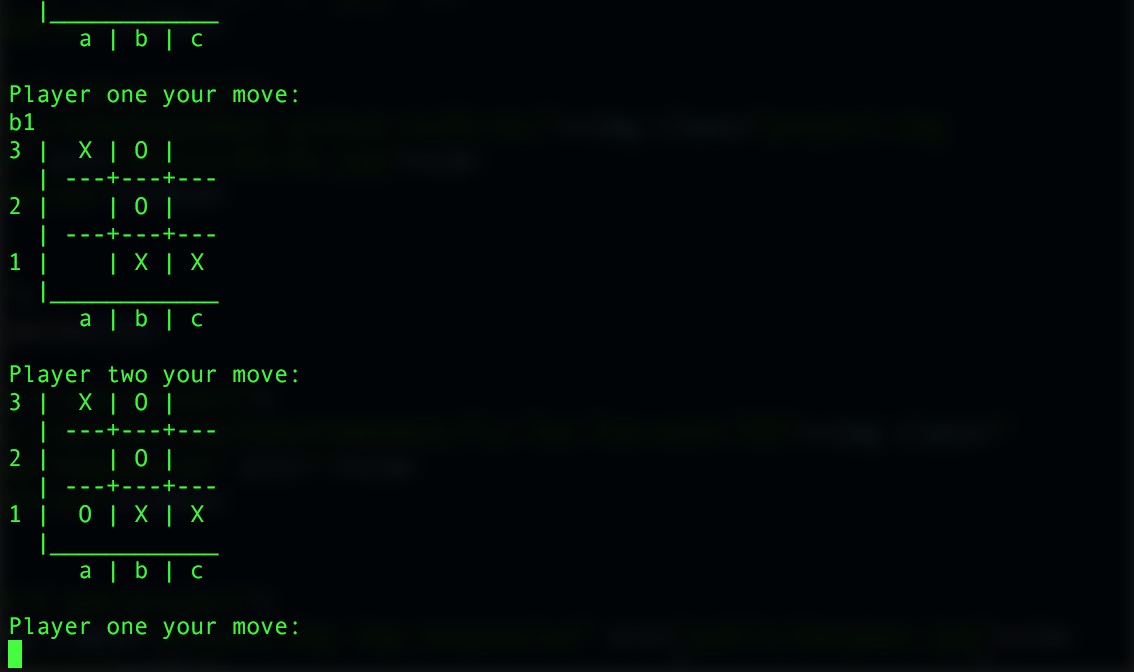 |____________
    a | b | c

Player one your move:
b1
3 |  X | O |
  | ---+---+---
2 |    | O |
  | ---+---+---
1 |    | X | X
  |____________
     a | b | c

Player two your move:
3 |  X | O |
  | ---+---+---
2 |    | O |
  | ---+---+---
1 |  O | X | X
  |____________
     a | b | c

Player one your move: